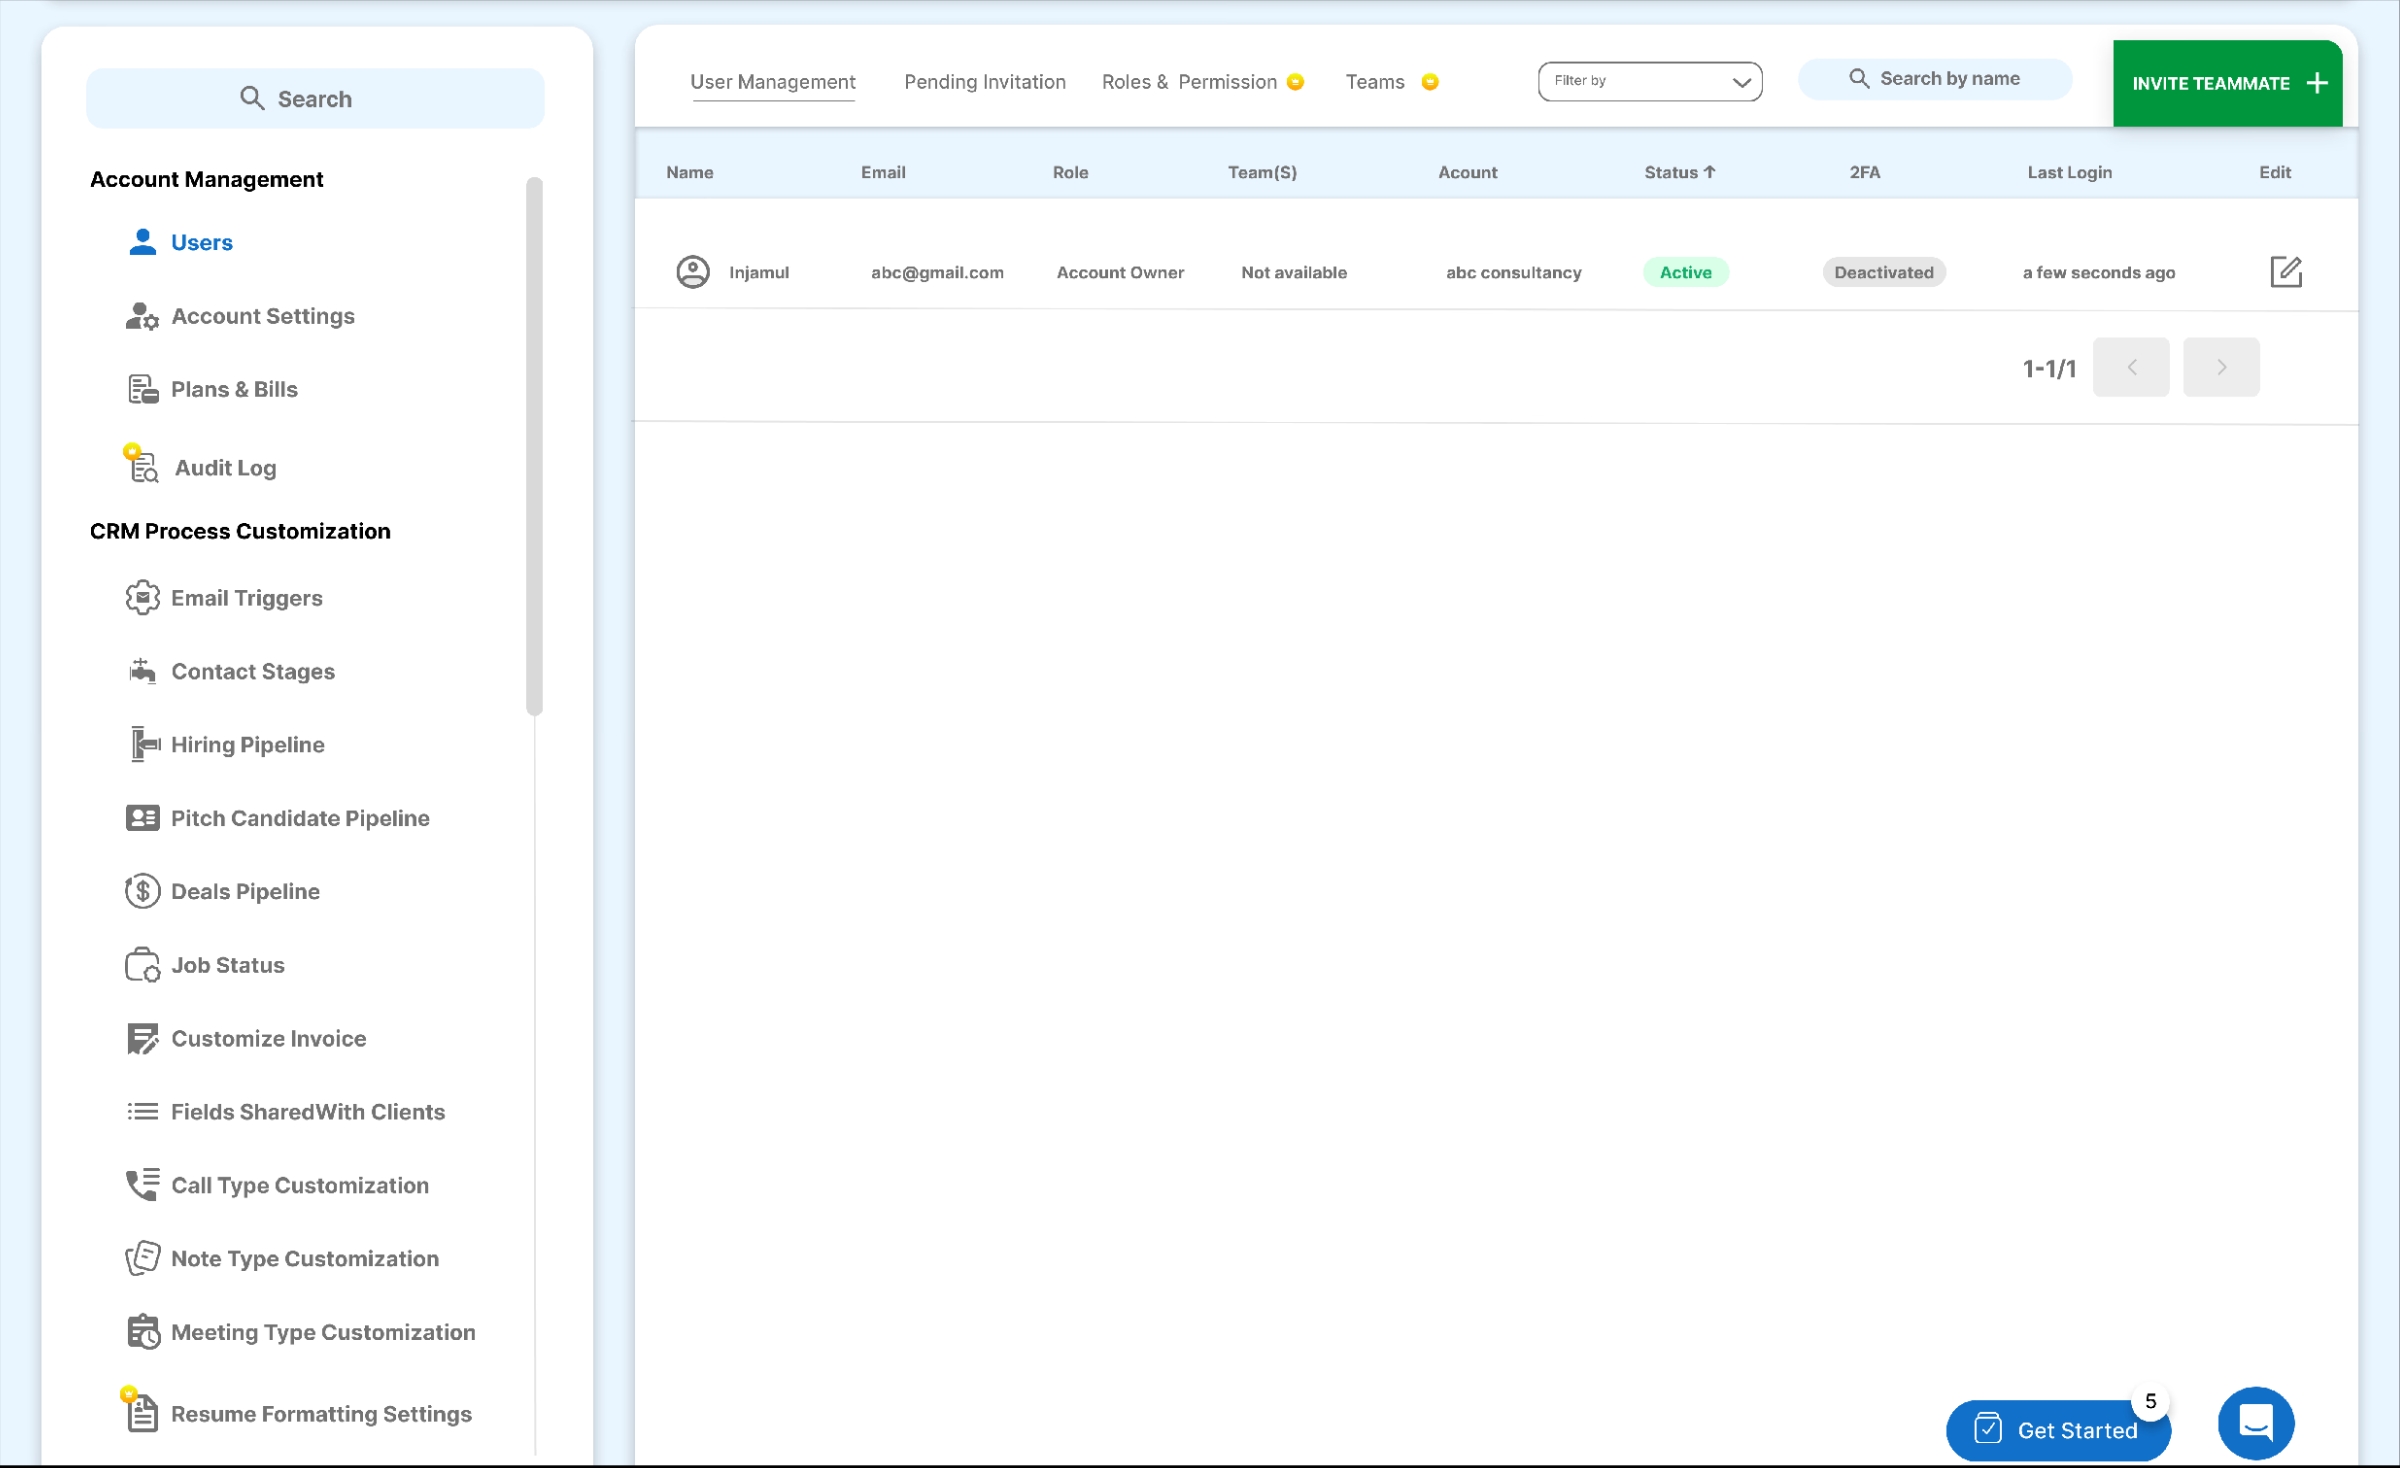 Search
Account Management
Users
Account Settings
Plans & Bills
Audit Log
CRM Process Customization
Email Triggers
Contact Stages
Hiring Pipeline
Pitch Candidate Pipeline
Deals Pipeline
Job Status
Customize Invoice
Fields SharedWith Clients
Call Type Customization
Note Type Customization
Meeting Type Customization
Resume Formatting Settings
User Management Pending Invitation Roles & Permission Teams Filter by Search by name INVITE TEAMMATE +
Name Email Role Team(S) Acount Status ↑ 2FA Last Login Edit
Injamul abc@gmail.com Account Owner Not available abc consultancy Active Deactivated a few seconds ago
1-1/1
5
Get Started